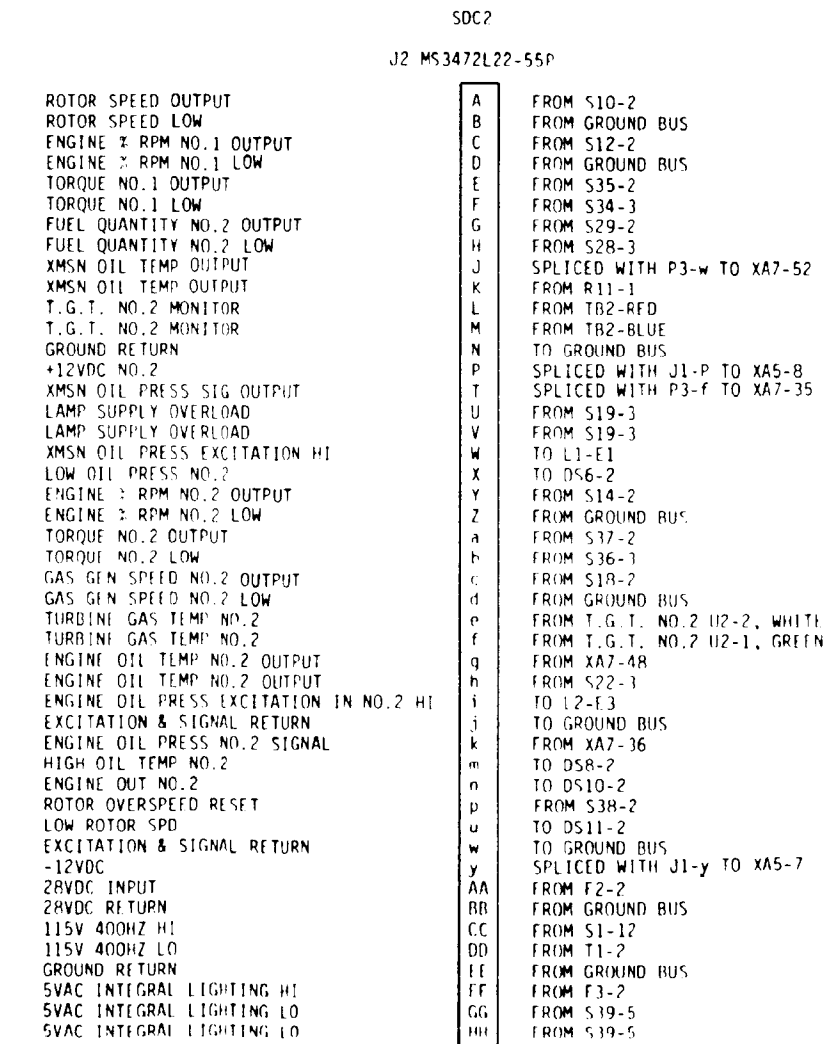 SDC2
J2 MS3472L22-55P
ROTOR SPEED OUTPUT A FROM S10-2
ROTOR SPEED LOW B FROM GROUND BUS
ENGINE % RPM NO.1 OUTPUT C FROM S12-2
ENGINE % RPM NO.1 LOW D FROM GROUND BUS
TORQUE NO.1 OUTPUT E FROM S35-2
TORQUE NO.1 LOW F FROM S34-3
FUEL QUANTITY NO.2 OUTPUT G FROM S29-2
FUEL QUANTITY NO.2 LOW H FROM S28-3
XMSN OIL TEMP OUTPUT J SPLICED WITH P3-w TO XA7-52
XMSN OIL TEMP OUTPUT K FROM R11-1
T.G.T. NO.2 MONITOR L FROM TB2-RED
T.G.T. NO.2 MONITOR M FROM TB2-BLUE
GROUND RETURN N TO GROUND BUS
+12VDC NO.2 P SPLICED WITH J1-P TO XA5-8
XMSN OIL PRESS SIG OUTPUT T SPLICED WITH P3-f TO XA7-35
LAMP SUPPLY OVERLOAD U FROM S19-3
LAMP SUPPLY OVERLOAD V FROM S19-3
XMSN OIL PRESS EXCITATION HI W TO L1-E1
LOW OIL PRESS NO.2 X TO DS6-2
ENGINE % RPM NO.2 OUTPUT Y FROM S14-2
ENGINE % RPM NO.2 LOW Z FROM GROUND BUS
TORQUE NO.2 OUTPUT a FROM S37-2
TORQUE NO.2 LOW b FROM S36-3
GAS GEN SPEED NO.2 OUTPUT c FROM S18-2
GAS GEN SPEED NO.2 LOW d FROM GROUND BUS
TURBINE GAS TEMP NO.2 e FROM T.G.T. NO.2 U2-2, WHITE
TURBINE GAS TEMP NO.2 f FROM T.G.T. NO.2 U2-1, GREEN
ENGINE OIL TEMP NO.2 OUTPUT g FROM XA7-48
ENGINE OIL TEMP NO.2 OUTPUT h FROM S22-3
ENGINE OIL PRESS EXCITATION IN NO.2 HI i TO L2-E3
EXCITATION & SIGNAL RETURN j TO GROUND BUS
ENGINE OIL PRESS NO.2 SIGNAL k FROM XA7-36
HIGH OIL TEMP NO.2 m TO DS8-2
ENGINE OUT NO.2 n TO DS10-2
ROTOR OVERSPEED RESET p FROM S38-2
LOW ROTOR SPD u TO DS11-2
EXCITATION & SIGNAL RETURN w TO GROUND BUS
-12VDC y SPLICED WITH J1-y TO XA5-7
28VDC INPUT AA FROM F2-2
28VDC RETURN BB FROM GROUND BUS
115V 400HZ HI CC FROM S1-12
115V 400HZ LO DD FROM T1-2
GROUND RETURN EE FROM GROUND BUS
5VAC INTEGRAL LIGHTING HI FF FROM F3-2
5VAC INTEGRAL LIGHTING LO GG FROM S39-5
5VAC INTEGRAL LIGHTING LO HH FROM S39-5